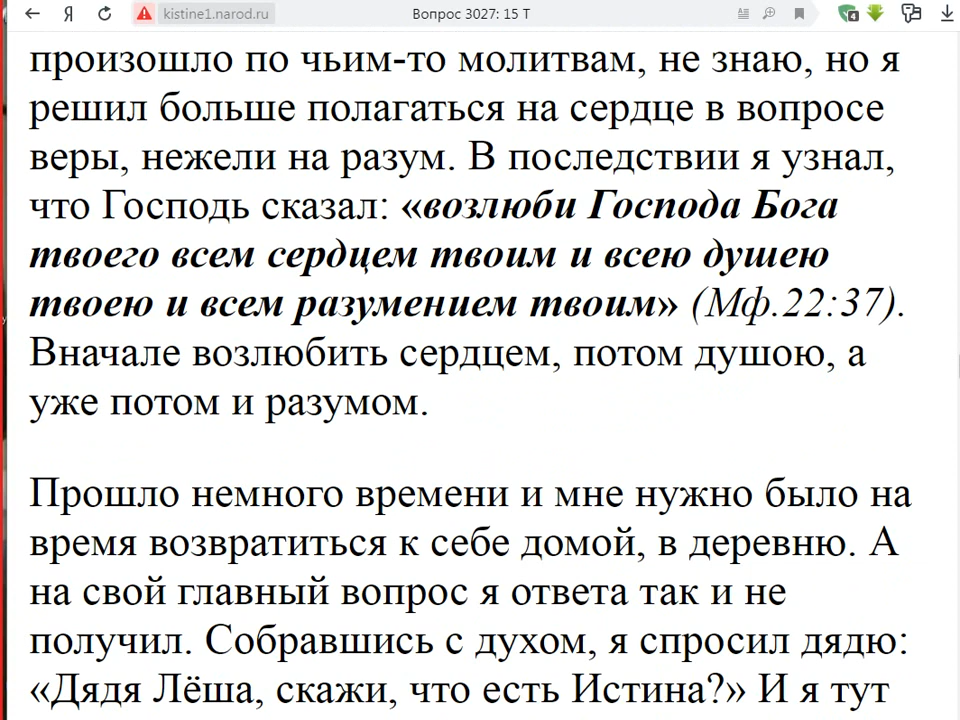 kistine1.narod.ru
Вопрос 3027: 15 Т
4
произошло по чьим-то молитвам, не знаю, но я
решил больше полагаться на сердце в вопросе
веры, нежели на разум. В последствии я узнал,
что Господь сказал: «возлюби Господа Бога
твоего всем сердцем твоим и всею душею
твоею и всем разумением твоим» (Мф.22:37).
Вначале возлюбить сердцем, потом душою, а
уже потом и разумом.
Прошло немного времени и мне нужно было на
время возвратиться к себе домой, в деревню. А
на свой главный вопрос я ответа так и не
получил. Собравшись с духом, я спросил дядю:
«Дядя Лёша, скажи, что есть Истина?» И я тут